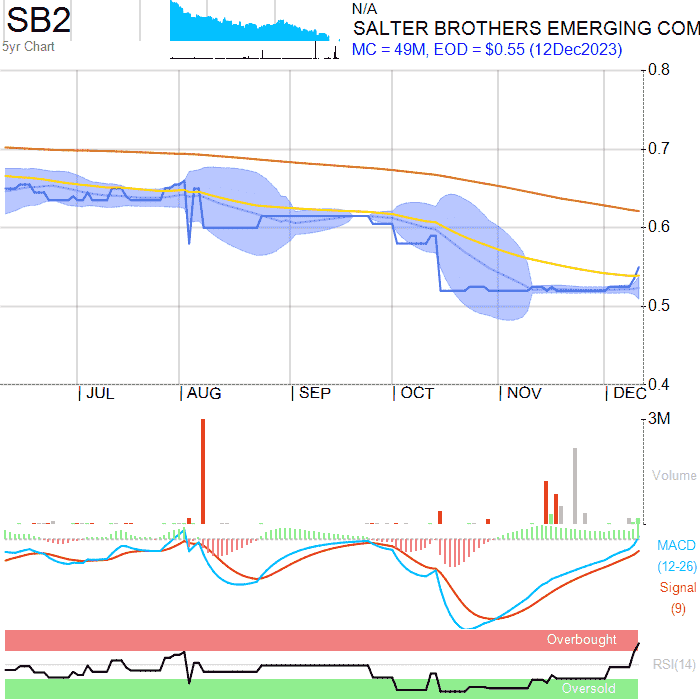 SB2
5yr Chart
N/A
SALTER BROTHERS EMERGING COM
MC = 49M, EOD = $0.55 (12Dec2023)
0.8
0.7
0.6
0.5
0.4
JUL
AUG
SEP
OCT
NOV
DEC
3M
Volume
MACD
(12-26)
Signal
(9)
Overbought
RSI(14)
Oversold